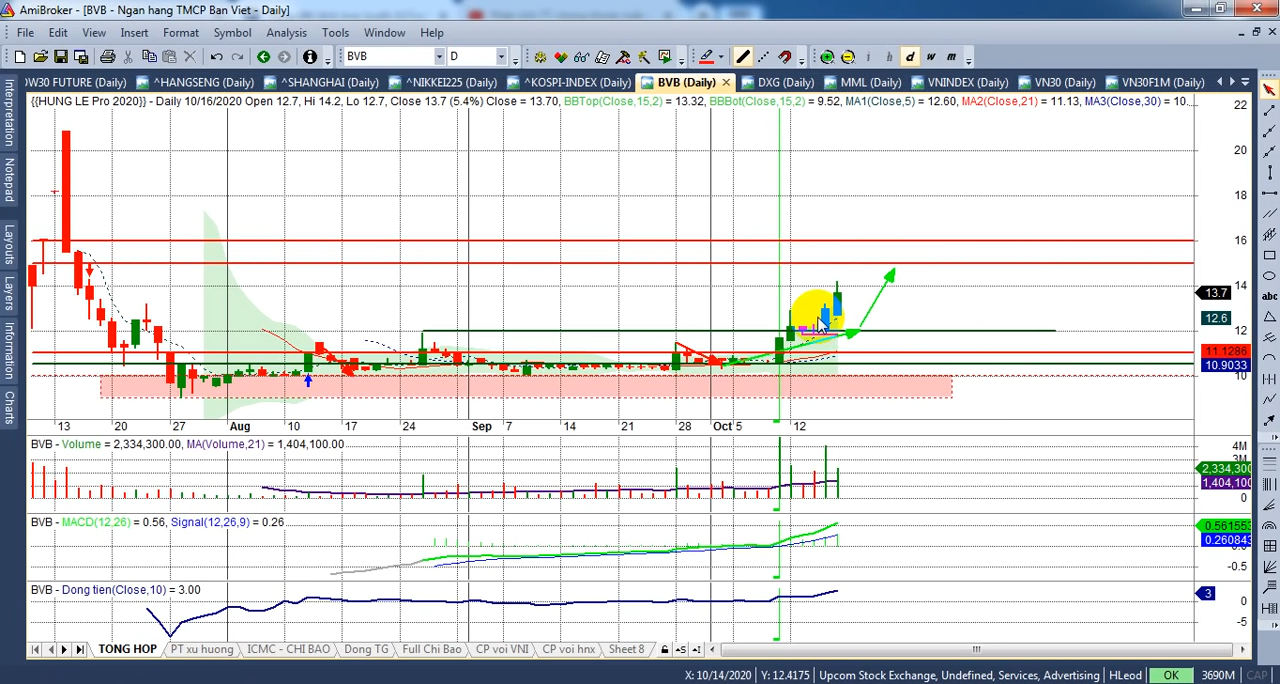 AmiBroker - [BVB - Ngan hang TMCP Ban Viet - Daily]
File Edit View Insert Format Symbol Analysis Tools Window Help
BVB D d w m
VW30 FUTURE (Daily) ^HANGSENG (Daily) ^SHANGHAI (Daily) ^NIKKEI225 (Daily) ^KOSPI-INDEX (Daily) BVB (Daily) DXG (Daily) MML (Daily) VNINDEX (Daily) VN30 (Daily) VN30F1M (Daily)
{{HUNG LE Pro 2020}} - Daily 10/16/2020 Open 12.7, Hi 14.2, Lo 12.7, Close 13.7 (5.4%) Close = 13.70, BBTop(Close,15,2) = 13.32, BBBot(Close,15,2) = 9.52, MA1(Close,5) = 12.60, MA2(Close,21) = 11.13, MA3(Close,30) = 10...
Interpretation
Notepad
Layouts
Layers
Information
Charts
22
20
18
16
14
13.7
12.6
12
11.1286
10.9033
10
abc
13 20 27 Aug 10 17 24 Sep 7 14 21 28 Oct 5 12
BVB - Volume = 2,334,300.00, MA(Volume,21) = 1,404,100.00
4M
3M
2,334,300
1,404,100
0
BVB - MACD(12,26) = 0.56, Signal(12,26,9) = 0.26
0.561553
0.260843
-0.5
BVB - Dong tien(Close,10) = 3.00
3
0
-5
TONG HOP PT xu huong ICMC - CHI BAO Dong TG Full Chi Bao CP voi VNI CP voi hnx Sheet 8
X: 10/14/2020 Y: 12.4175 Upcom Stock Exchange, Undefined, Services, Advertising HLeod OK 3690M CAP